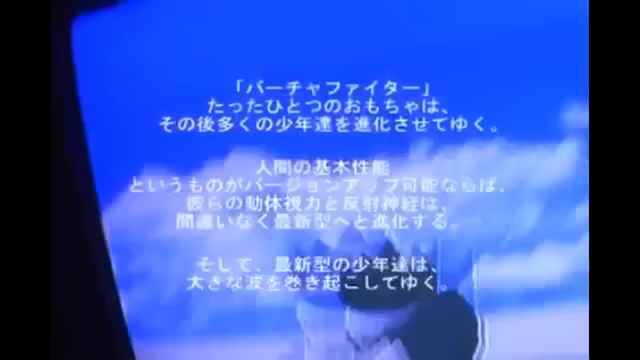 「バーチャファイター」
たったひとつのおもちゃは、
その後多くの少年達を進化させてゆく。
人間の基本性能
というものがバージョンアップ可能ならば、
彼らの動体視力と反射神経は、
間違いなく最新型へと進化する。
そして、最新型の少年達は、
大きな波を巻き起こしてゆく。